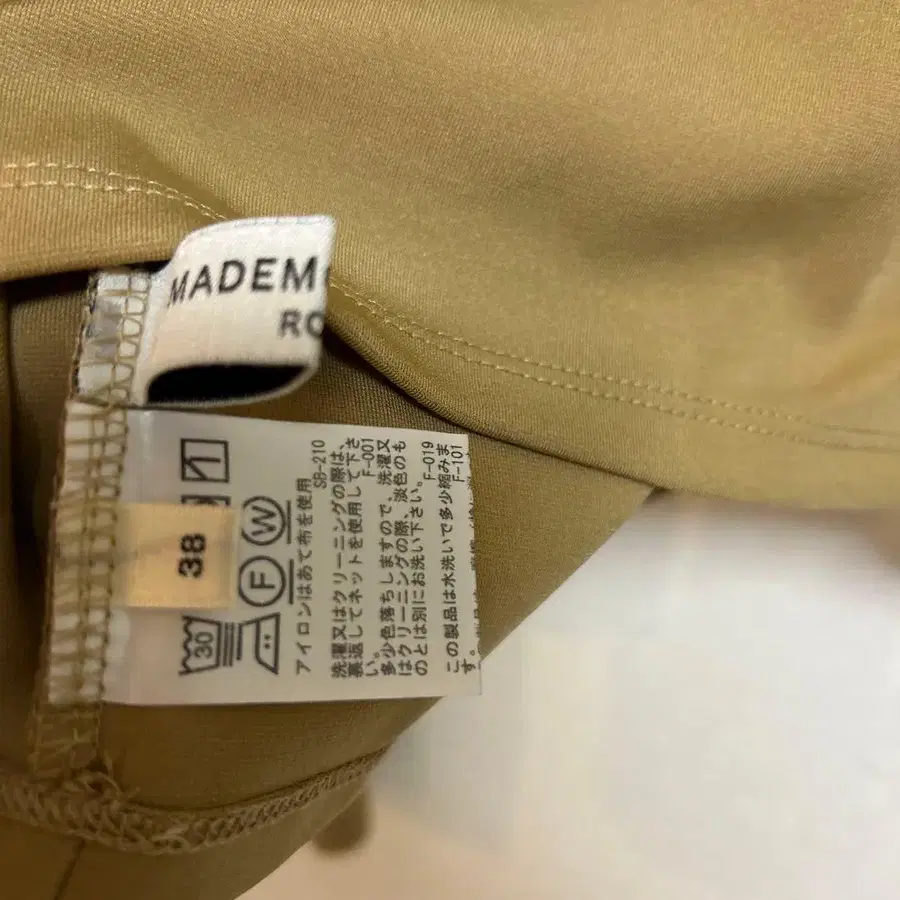 MADEM
RO
38
30
F
W
アイロンはあて布を使用
SB-210
洗濯又はクリーニングの際は、
裏返してネットを使用して下さ
い。
F-001
多少色落ちしますので、洗濯又
はクリーニングの際、淡色のも
のとは別にお洗い下さい。
F-019
この製品は水洗いで多少縮みま
す。
F-101